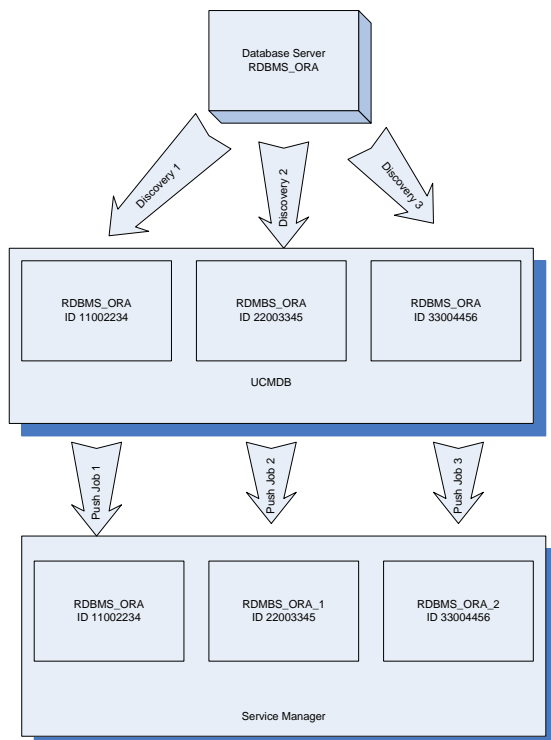 Database Server
RDBMS_ORA
Discovery 1
Discovery 2
Discovery 3
RDBMS_ORA
ID 11002234
RDMBS_ORA
ID 22003345
RDBMS_ORA
ID 33004456
UCMDB
Push Job 1
Push Job 2
Push Job 3
RDBMS_ORA
ID 11002234
RDMBS_ORA_1
ID 22003345
RDBMS_ORA_2
ID 33004456
Service Manager